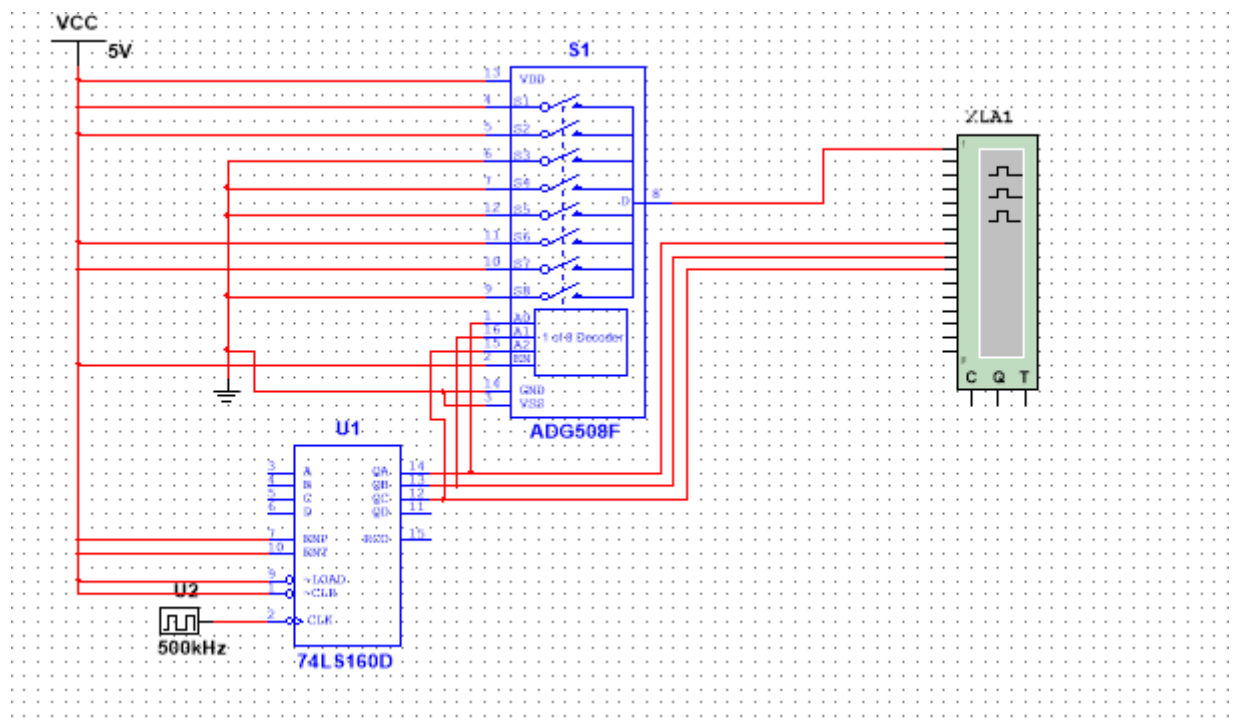 VCC
5V
S1
13 VDD
4 S1
5 S2
6 S3
7 S4
12 S5
11 S6
10 S7
9 S8
D 8
1 A0
16 A1
15 A2
2 EN
1 of 8 Decoder
14 GND
3 VSS
ADG508F
XLA1
1
F
C Q T
U1
3 A QA 14
4 B QB 13
5 C QC 12
6 D QD 11
7 ENP RCO 15
10 ENT
9 ~LOAD
1 ~CLR
2 CLK
74LS160D
U2
500kHz